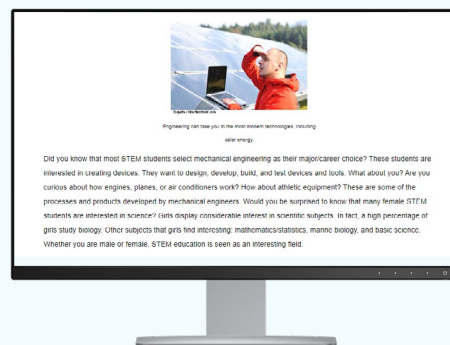 Engineering can take you to the most modern technologies, including
solar energy.
Did you know that most STEM students select mechanical engineering as their major/career choice? These students are
interested in creating devices. They want to design, develop, build, and test devices and tools. What about you? Are you
curious about how engines, planes, or air conditioners work? How about athletic equipment? These are some of the
processes and products developed by mechanical engineers. Would you be surprised to know that many female STEM
students are interested in science? Girls display considerable interest in scientific subjects. In fact, a high percentage of
girls study biology. Other subjects that girls find interesting: mathematics/statistics, marine biology, and basic science.
Whether you are male or female, STEM education is seen as an interesting field.